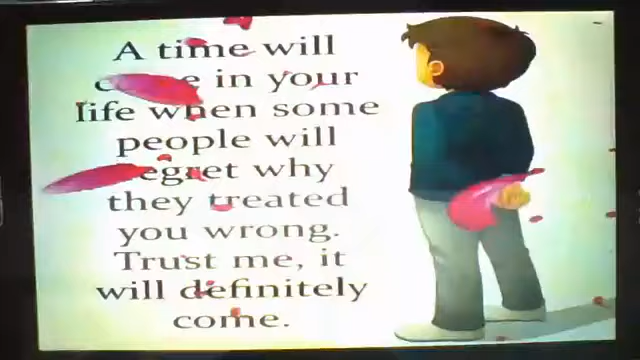 A time will
come in your
life when some
people will
regret why
they treated
you wrong.
Trust me, it
will definitely
come.